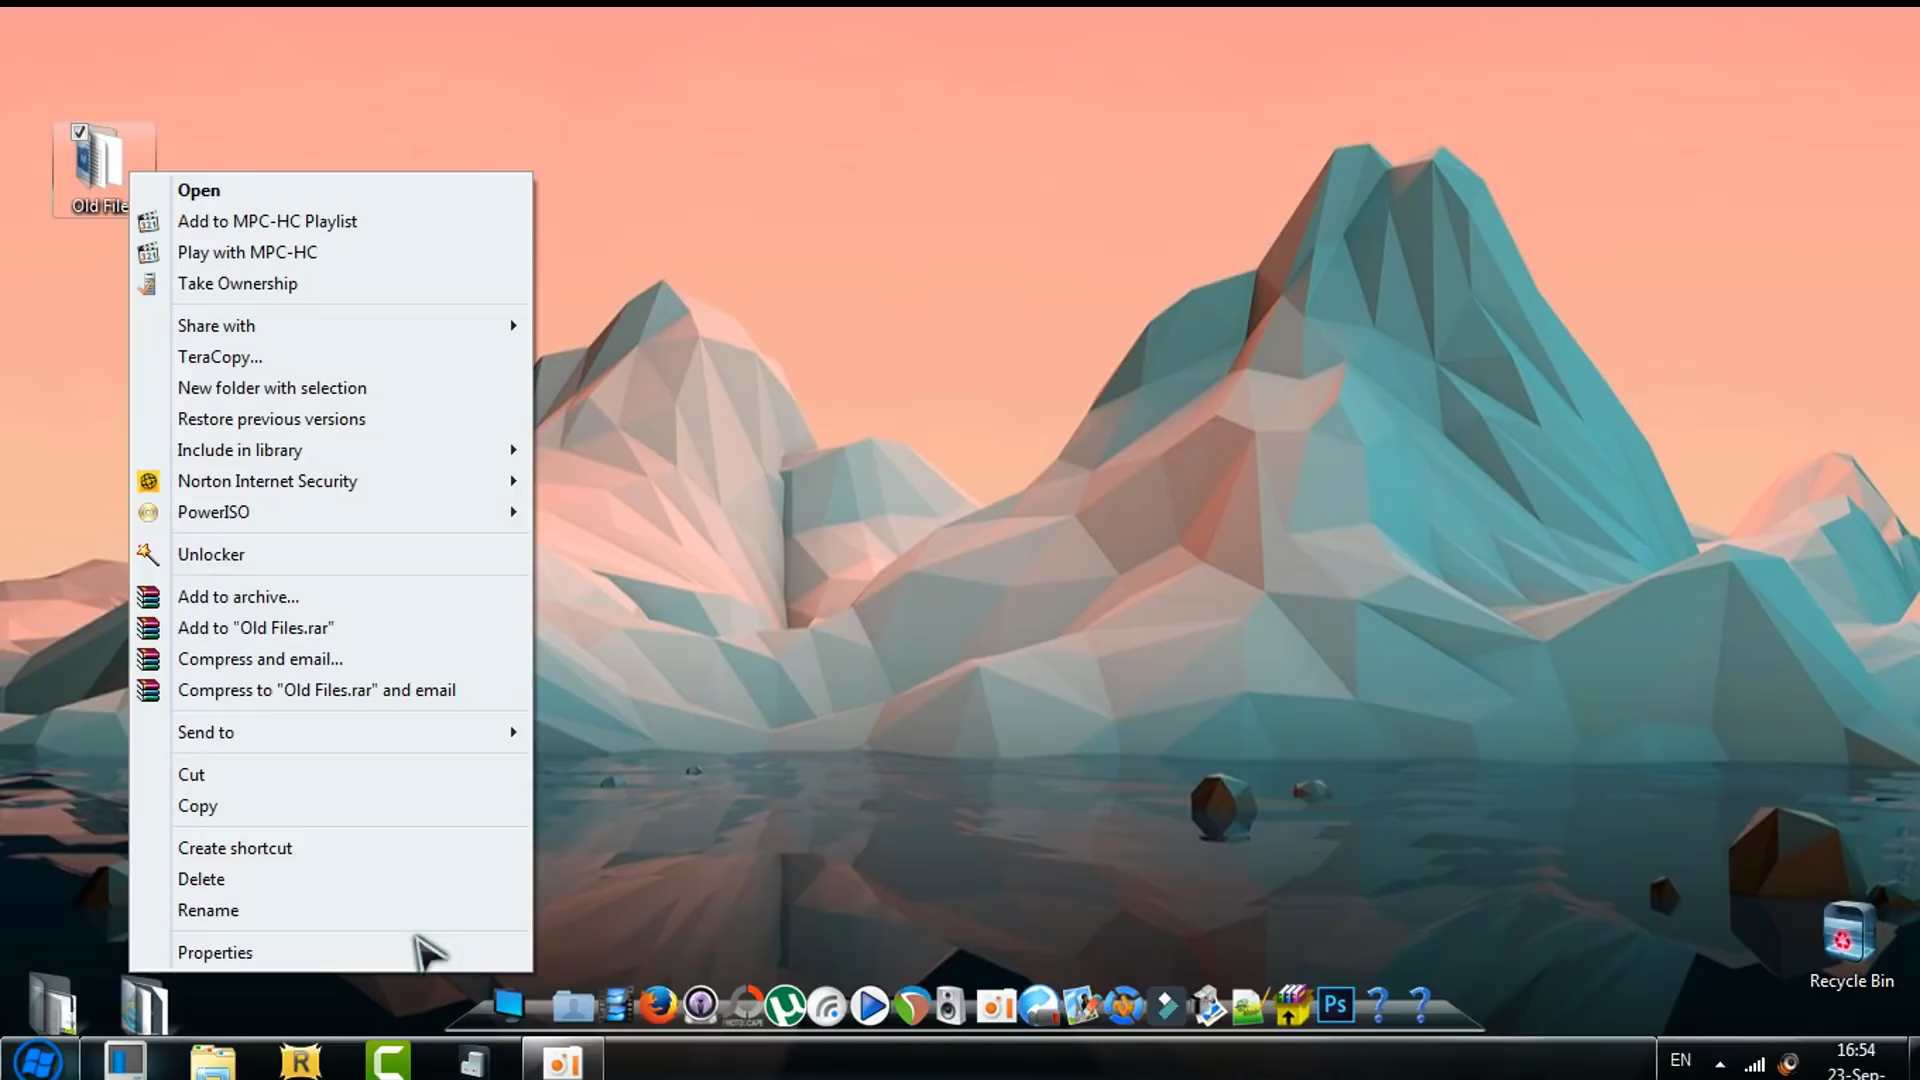 Old File
Open
Add to MPC-HC Playlist
Play with MPC-HC
Take Ownership
Share with
TeraCopy...
New folder with selection
Restore previous versions
Include in library
Norton Internet Security
PowerISO
Unlocker
Add to archive...
Add to "Old Files.rar"
Compress and email...
Compress to "Old Files.rar" and email
Send to
Cut
Copy
Create shortcut
Delete
Rename
Properties
Recycle Bin
Ps
EN
16:54
23-Sep-